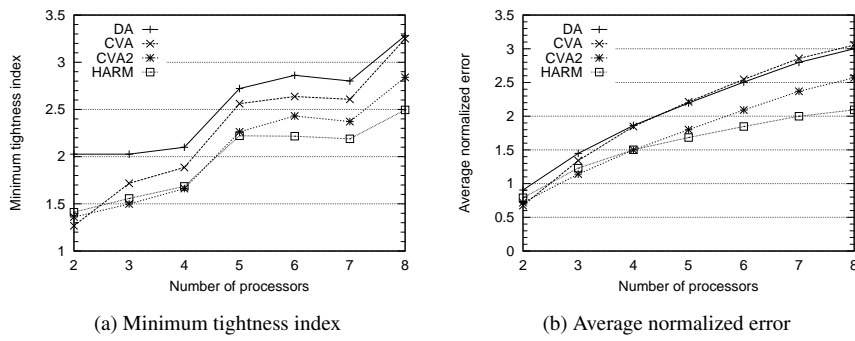 3.5
3
2.5
2
1.5
1
DA
CVA
CVA2
HARM
Minimum tightness index
2 3 4 5 6 7 8
Number of processors
(a) Minimum tightness index
3.5
3
2.5
2
1.5
1
0.5
0
DA
CVA
CVA2
HARM
Average normalized error
2 3 4 5 6 7 8
Number of processors
(b) Average normalized error